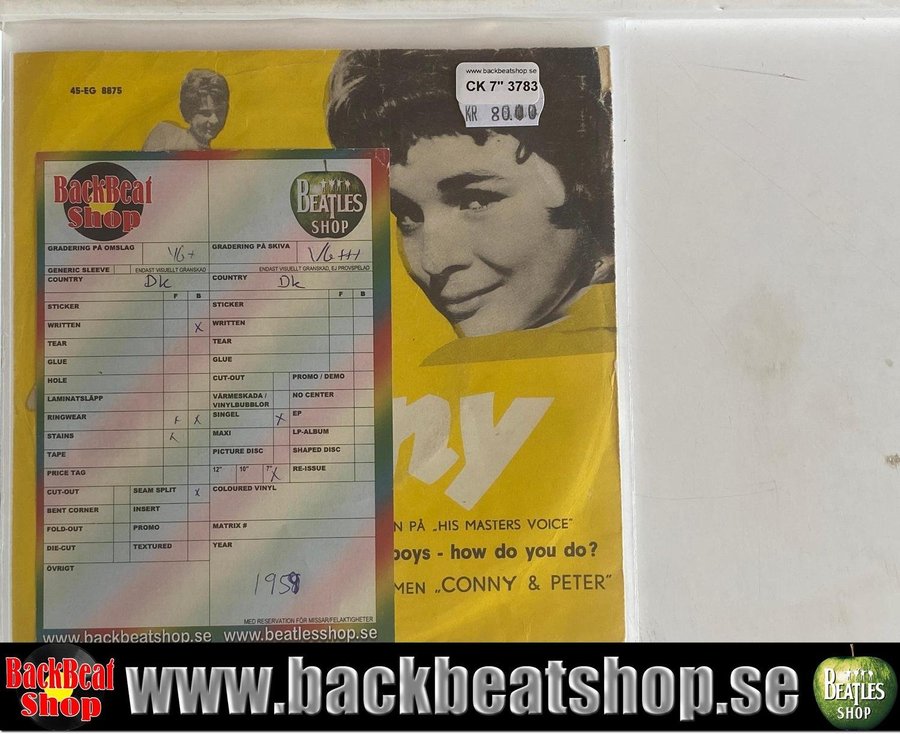 45-EG 8875
www.backbeatshop.se
CK 7" 3783
KR 80.00
BackBeat Shop
BEATLES SHOP
GRADERING PÅ OMSLAG VG+
GRADERING PÅ SKIVA VG++
GENERIC SLEEVE
ENDAST VISUELLT GRANSKAD
ENDAST VISUELLT GRANSKAD, EJ PROVSPELAD
COUNTRY DK
COUNTRY DK
F B
F B
STICKER
STICKER
WRITTEN X
WRITTEN
TEAR
TEAR
GLUE
GLUE
HOLE
CUT-OUT
PROMO / DEMO
LAMINATSLÄPP
VÄRMESKADA / VINYLBUBBLOR
NO CENTER
RINGWEAR X X
SINGEL X
EP
STAINS X
MAXI
LP-ALBUM
TAPE
PICTURE DISC
SHAPED DISC
PRICE TAG
12" 10" 7" X
RE-ISSUE
CUT-OUT
SEAM SPLIT X
COLOURED VINYL
BENT CORNER
INSERT
FOLD-OUT
PROMO
MATRIX #
DIE-CUT
TEXTURED
YEAR
ÖVRIGT
1959
MED RESERVATION FÖR MISSAR/FELAKTIGHETER
www.backbeatshop.se www.beatlesshop.se
ny
N PÅ „HIS MASTERS VOICE"
boys - how do you do?
MEN „CONNY & PETER"
BackBeat Shop
www.backbeatshop.se
BEATLES SHOP